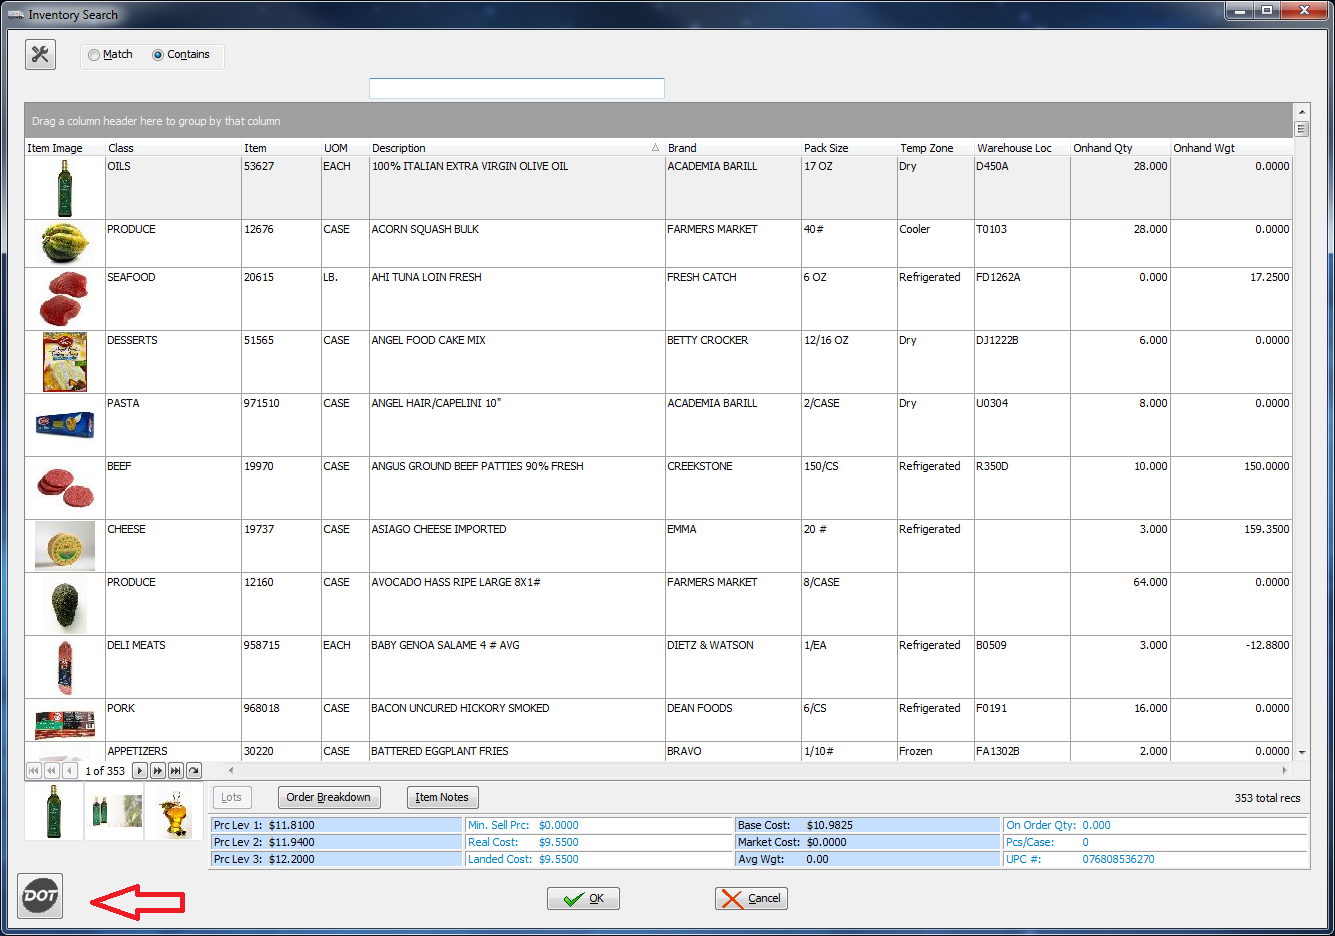 Inventory Search
Match Contains
Drag a column header here to group by that column
Item Image Class Item UOM Description Brand Pack Size Temp Zone Warehouse Loc Onhand Qty Onhand Wgt
OILS 53627 EACH 100% ITALIAN EXTRA VIRGIN OLIVE OIL ACADEMIA BARILL 17 OZ Dry D450A 28.000 0.0000
PRODUCE 12676 CASE ACORN SQUASH BULK FARMERS MARKET 40# Cooler T0103 28.000 0.0000
SEAFOOD 20615 LB. AHI TUNA LOIN FRESH FRESH CATCH 6 OZ Refrigerated FD1262A 0.000 17.2500
DESSERTS 51565 CASE ANGEL FOOD CAKE MIX BETTY CROCKER 12/16 OZ Dry DJ1222B 6.000 0.0000
PASTA 971510 CASE ANGEL HAIR/CAPELINI 10" ACADEMIA BARILL 2/CASE Dry U0304 8.000 0.0000
BEEF 19970 CASE ANGUS GROUND BEEF PATTIES 90% FRESH CREEKSTONE 150/CS Refrigerated R350D 10.000 150.0000
CHEESE 19737 CASE ASIAGO CHEESE IMPORTED EMMA 20 # Refrigerated 3.000 159.3500
PRODUCE 12160 CASE AVOCADO HASS RIPE LARGE 8X1# FARMERS MARKET 8/CASE 64.000 0.0000
DELI MEATS 958715 EACH BABY GENOA SALAME 4 # AVG DIETZ & WATSON 1/EA Refrigerated B0509 3.000 -12.8800
PORK 968018 CASE BACON UNCURED HICKORY SMOKED DEAN FOODS 6/CS Refrigerated F0191 16.000 0.0000
APPETIZERS 30220 CASE BATTERED EGGPLANT FRIES BRAVO 1/10# Frozen FA1302B 2.000 0.0000
1 of 353
Lots Order Breakdown Item Notes 353 total recs
Prc Lev 1: $11.8100 Min. Sell Prc: $0.0000 Base Cost: $10.9825 On Order Qty: 0.000
Prc Lev 2: $11.9400 Real Cost: $9.5500 Market Cost: $0.0000 Pcs/Case: 0
Prc Lev 3: $12.2000 Landed Cost: $9.5500 Avg Wgt: 0.00 UPC #: 076808536270
DOT OK Cancel